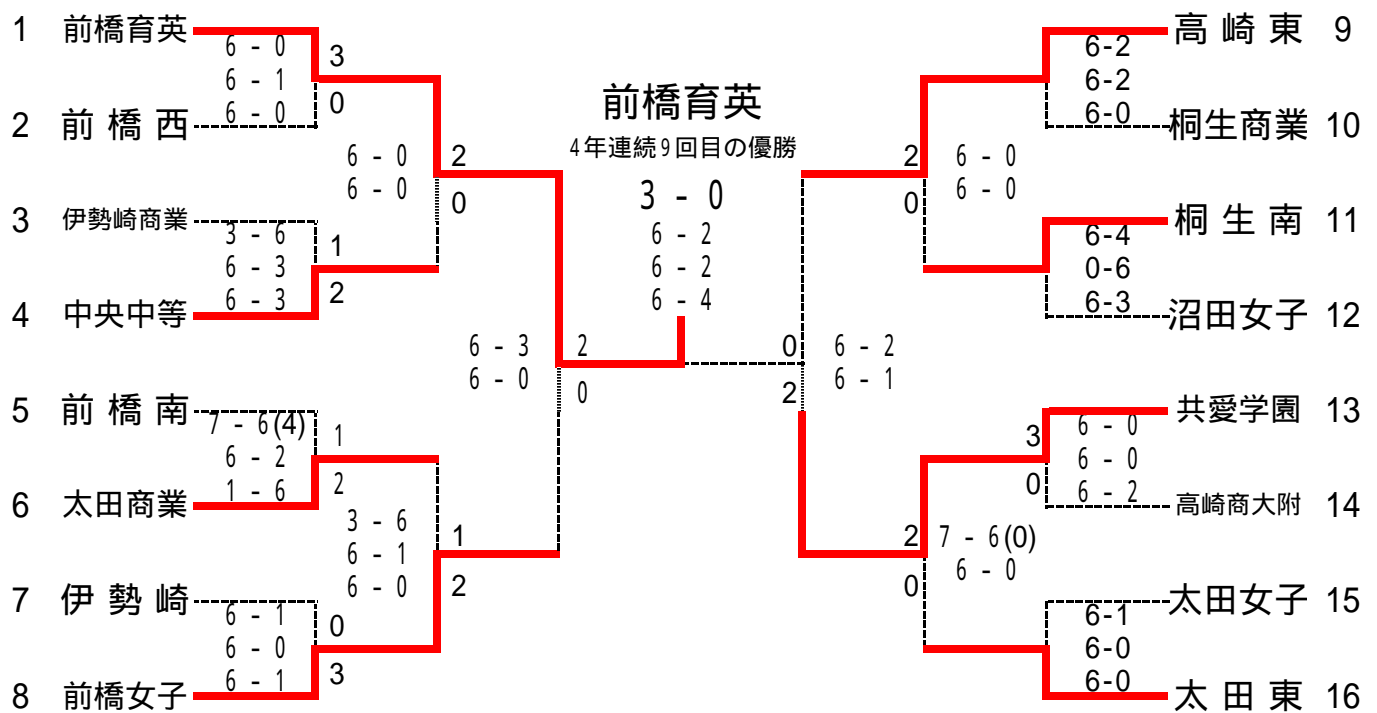 1 前橋育英
6 - 0
6 - 1
6 - 0
3
0
2 前橋西
6 - 0
6 - 0
2
0
3 伊勢崎商業
3 - 6
6 - 3
6 - 3
1
2
4 中央中等
6 - 3
6 - 0
2
0
5 前橋南
7 - 6(4)
6 - 2
1 - 6
1
2
6 太田商業
3 - 6
6 - 1
6 - 0
1
2
7 伊勢崎
6 - 1
6 - 0
6 - 1
0
3
8 前橋女子
前橋育英
4年連続9回目の優勝
3 - 0
6 - 2
6 - 2
6 - 4
高崎東 9
6-2
6-2
6-0
桐生商業 10
2
0
6 - 0
6 - 0
桐生南 11
6-4
0-6
6-3
沼田女子 12
0
2
6 - 2
6 - 1
共愛学園 13
3
0
6 - 0
6 - 0
6 - 2
高崎商大附 14
2
0
7 - 6(0)
6 - 0
太田女子 15
6-1
6-0
6-0
太田東 16